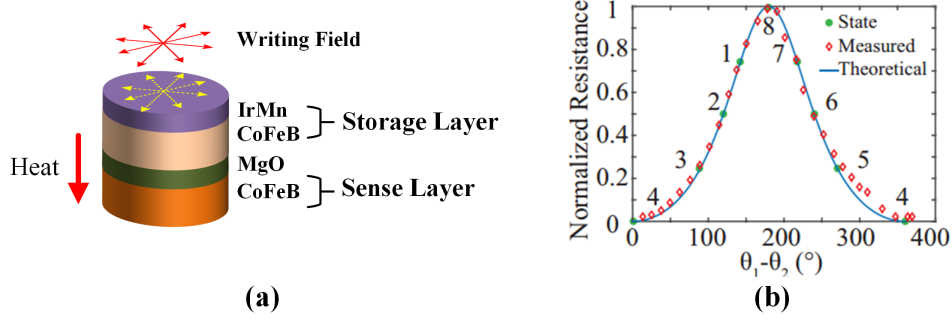 Writing Field
IrMn
CoFeB
Storage Layer
MgO
CoFeB
Sense Layer
Heat
(a)
Normalized Resistance
1
0.8
0.6
0.4
0.2
0
0 100 200 300 400
θ1-θ2 (°)
State
Measured
Theoretical
8
1 7
2 6
3 5
4 4
(b)